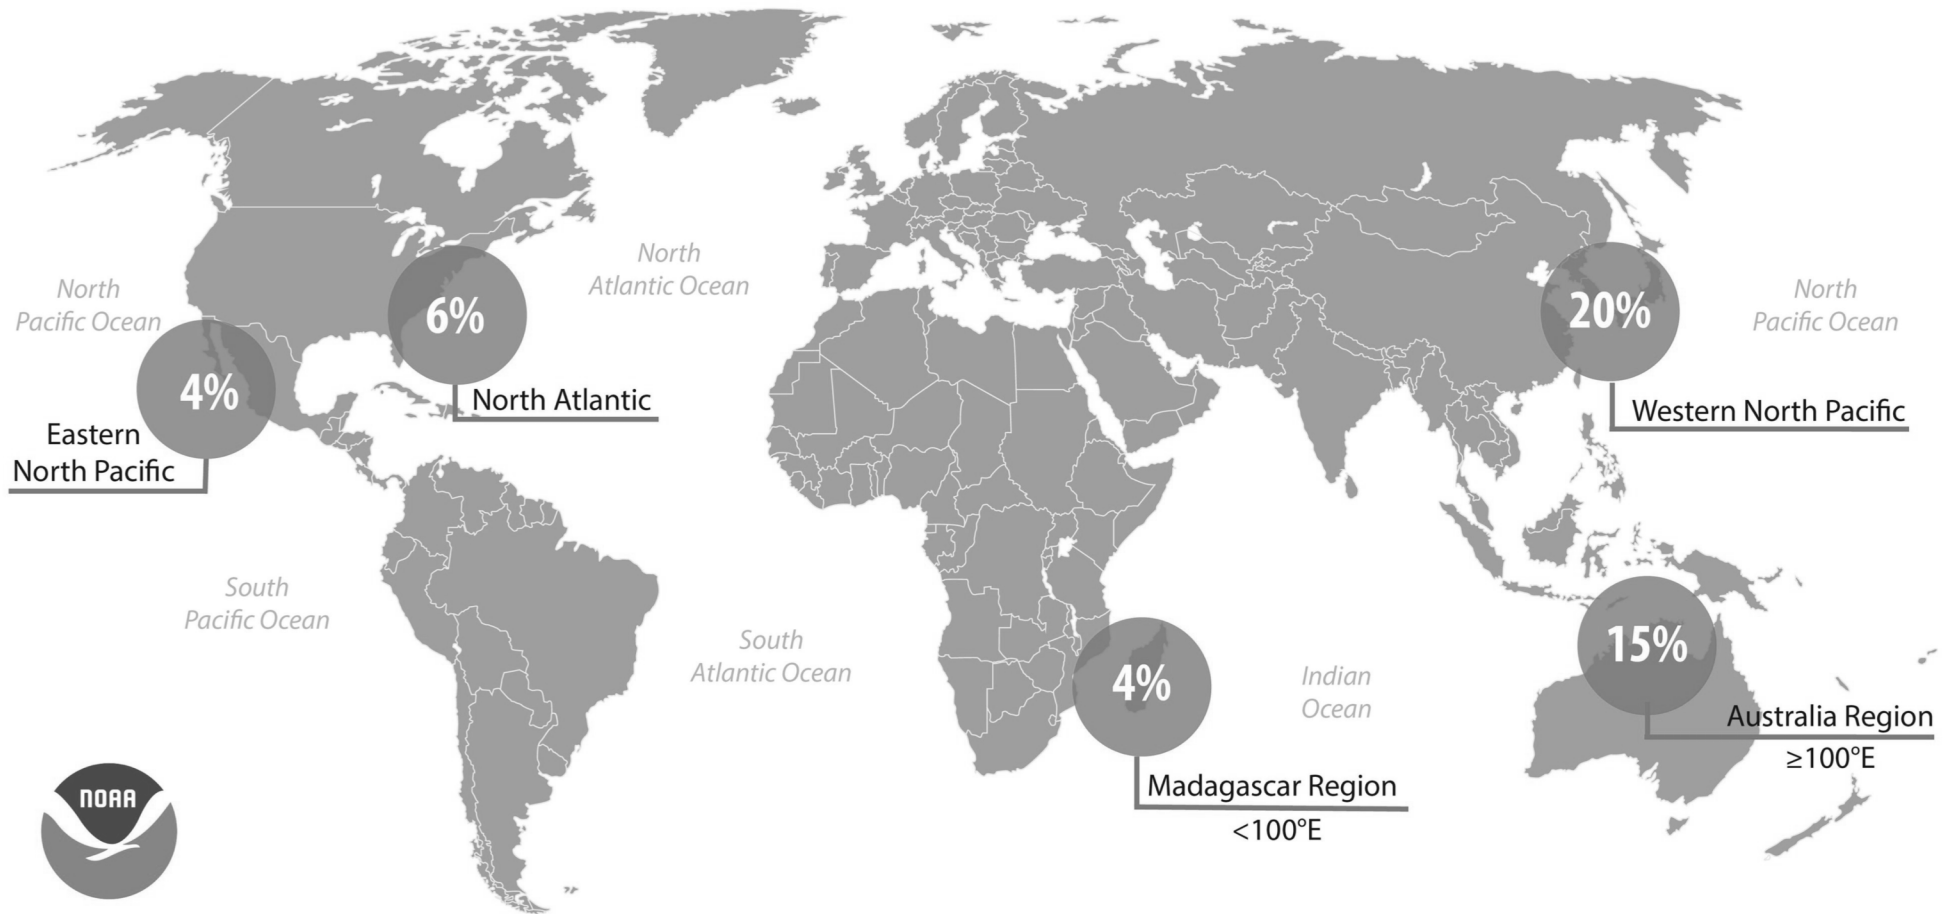 North
Atlantic Ocean
North
Pacific Ocean
6%
20%
North
Pacific Ocean
4%
North Atlantic
Western North Pacific
Eastern
North Pacific
South
Pacific Ocean
South
Atlantic Ocean
4%
Indian
Ocean
15%
Australia Region
≥100°E
Madagascar Region
<100°E
NOAA